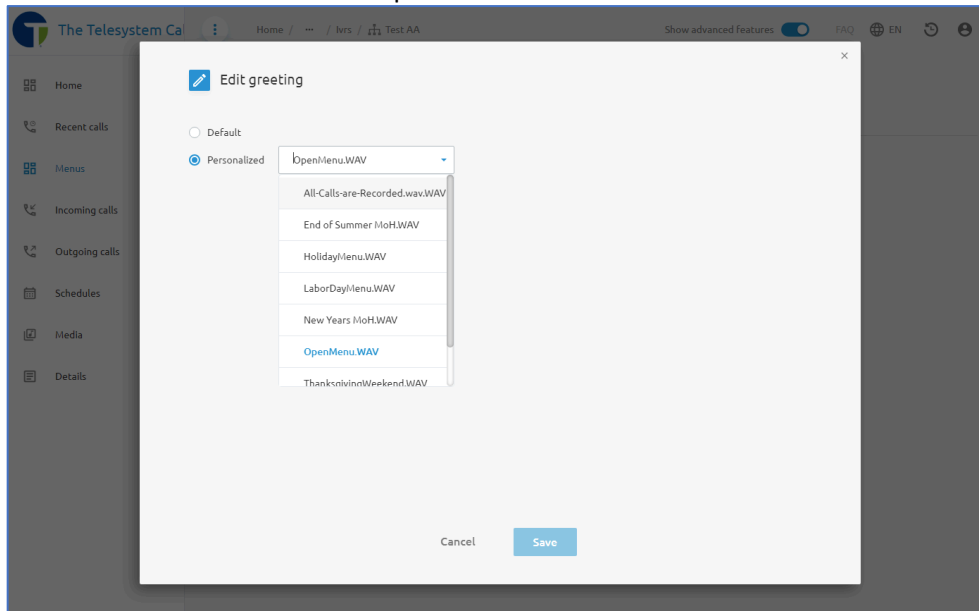 The Telesystem Cal
Home / ··· / Ivrs / Test AA
Show advanced features
FAQ
EN
Home
Recent calls
Menus
Incoming calls
Outgoing calls
Schedules
Media
Details
×
Edit greeting
Default
Personalized
OpenMenu.WAV
All-Calls-are-Recorded.wav.WAV
End of Summer MoH.WAV
HolidayMenu.WAV
LaborDayMenu.WAV
New Years MoH.WAV
OpenMenu.WAV
ThanksgivingWeekend.WAV
Cancel
Save